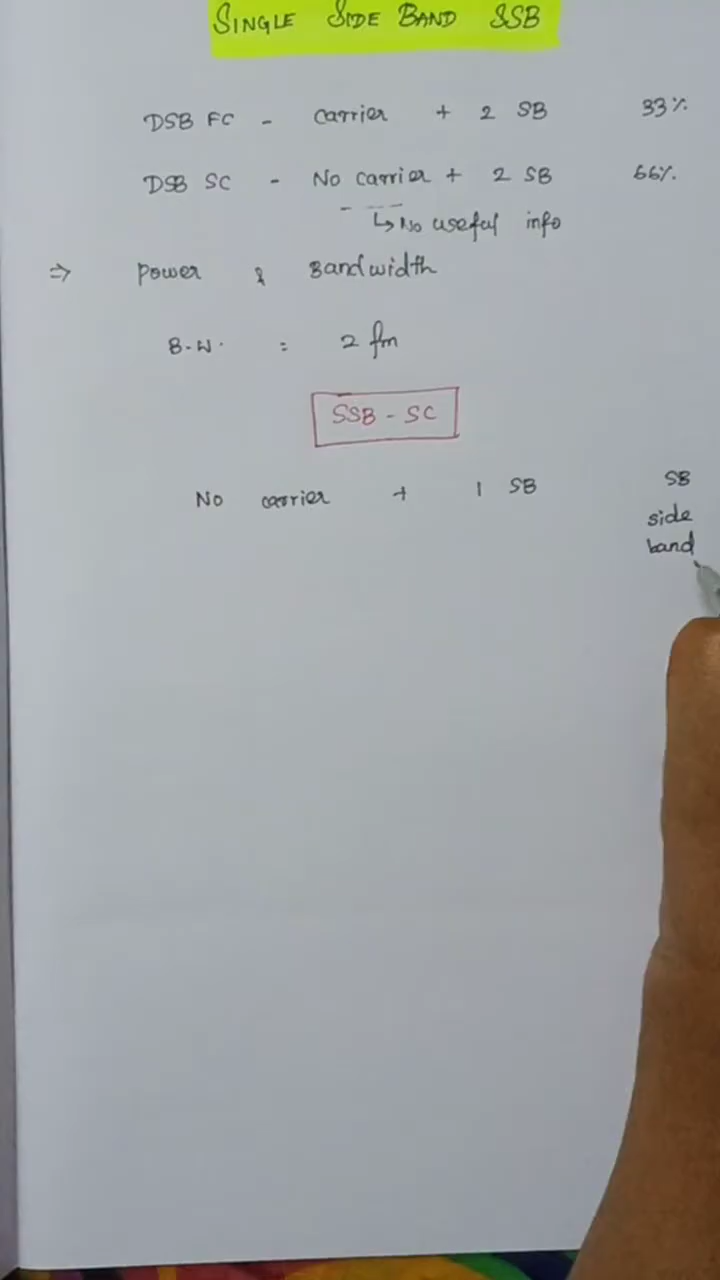 SINGLE SIDE BAND SSB
DSB FC - carrier + 2 SB 33%
DSB SC - No carrier + 2 SB 66%
↳ No useful info
⇒ Power & Bandwidth
B.W. = 2 fm
SSB - SC
No carrier + 1 SB
SB
side
band